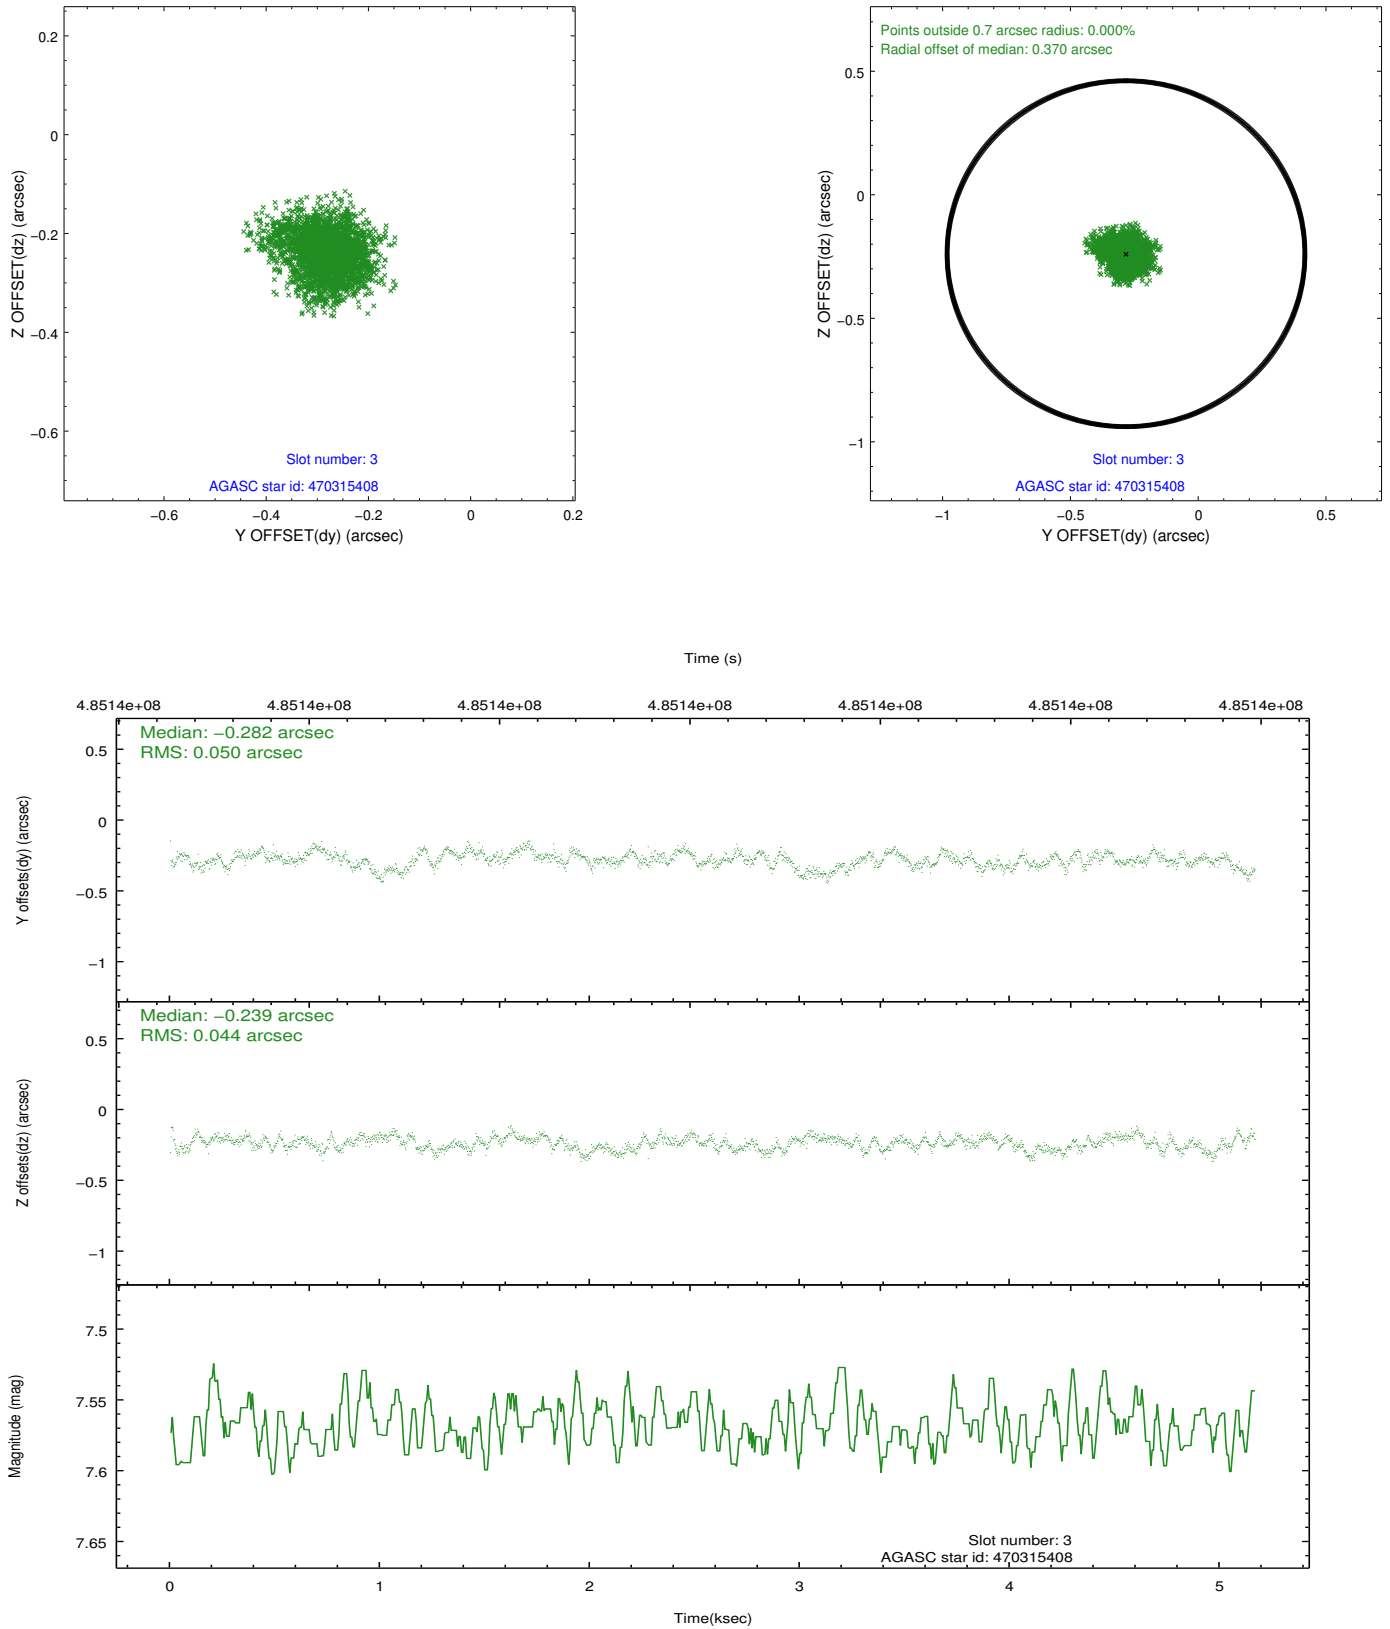 0.2
0
−0.2
−0.4
−0.6
Z OFFSET(dz) (arcsec)
Slot number: 3
AGASC star id: 470315408
−0.6 −0.4 −0.2 0 0.2
Y OFFSET(dy) (arcsec)
Points outside 0.7 arcsec radius: 0.000%
Radial offset of median: 0.370 arcsec
0.5
0
−0.5
−1
Z OFFSET(dz) (arcsec)
Slot number: 3
AGASC star id: 470315408
−1 −0.5 0 0.5
Y OFFSET(dy) (arcsec)
Time (s)
4.8514e+08 4.8514e+08 4.8514e+08 4.8514e+08 4.8514e+08 4.8514e+08 4.8514e+08
Median: −0.282 arcsec
RMS: 0.050 arcsec
0.5
0
−0.5
−1
Y offsets(dy) (arcsec)
Median: −0.239 arcsec
RMS: 0.044 arcsec
0.5
0
−0.5
−1
Z offsets(dz) (arcsec)
7.5
7.55
7.6
7.65
Magnitude (mag)
Slot number: 3
AGASC star id: 470315408
0 1 2 3 4 5
Time(ksec)